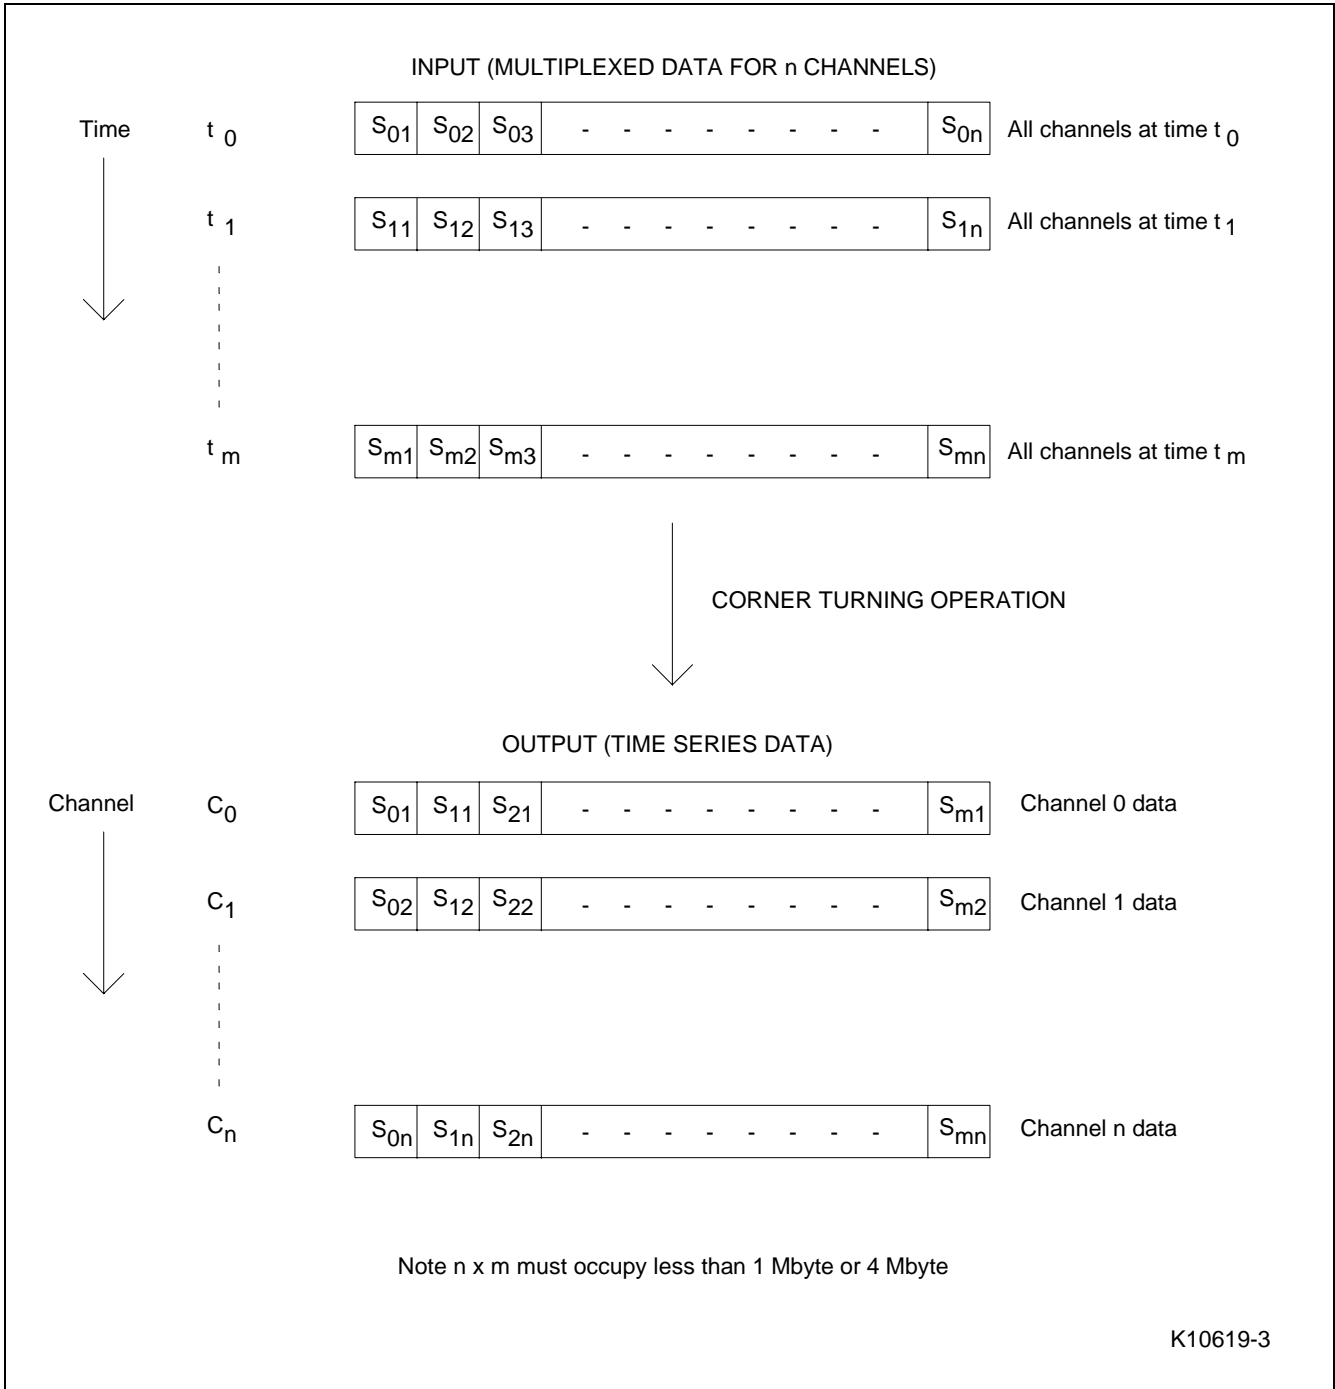 INPUT (MULTIPLEXED DATA FOR n CHANNELS)
Time t 0 S01 S02 S03 - - - - - - - - S0n All channels at time t 0
t 1 S11 S12 S13 - - - - - - - - S1n All channels at time t 1
t m Sm1 Sm2 Sm3 - - - - - - - - Smn All channels at time t m
CORNER TURNING OPERATION
OUTPUT (TIME SERIES DATA)
Channel C0 S01 S11 S21 - - - - - - - - Sm1 Channel 0 data
C1 S02 S12 S22 - - - - - - - - Sm2 Channel 1 data
Cn S0n S1n S2n - - - - - - - - Smn Channel n data
Note n x m must occupy less than 1 Mbyte or 4 Mbyte
K10619-3